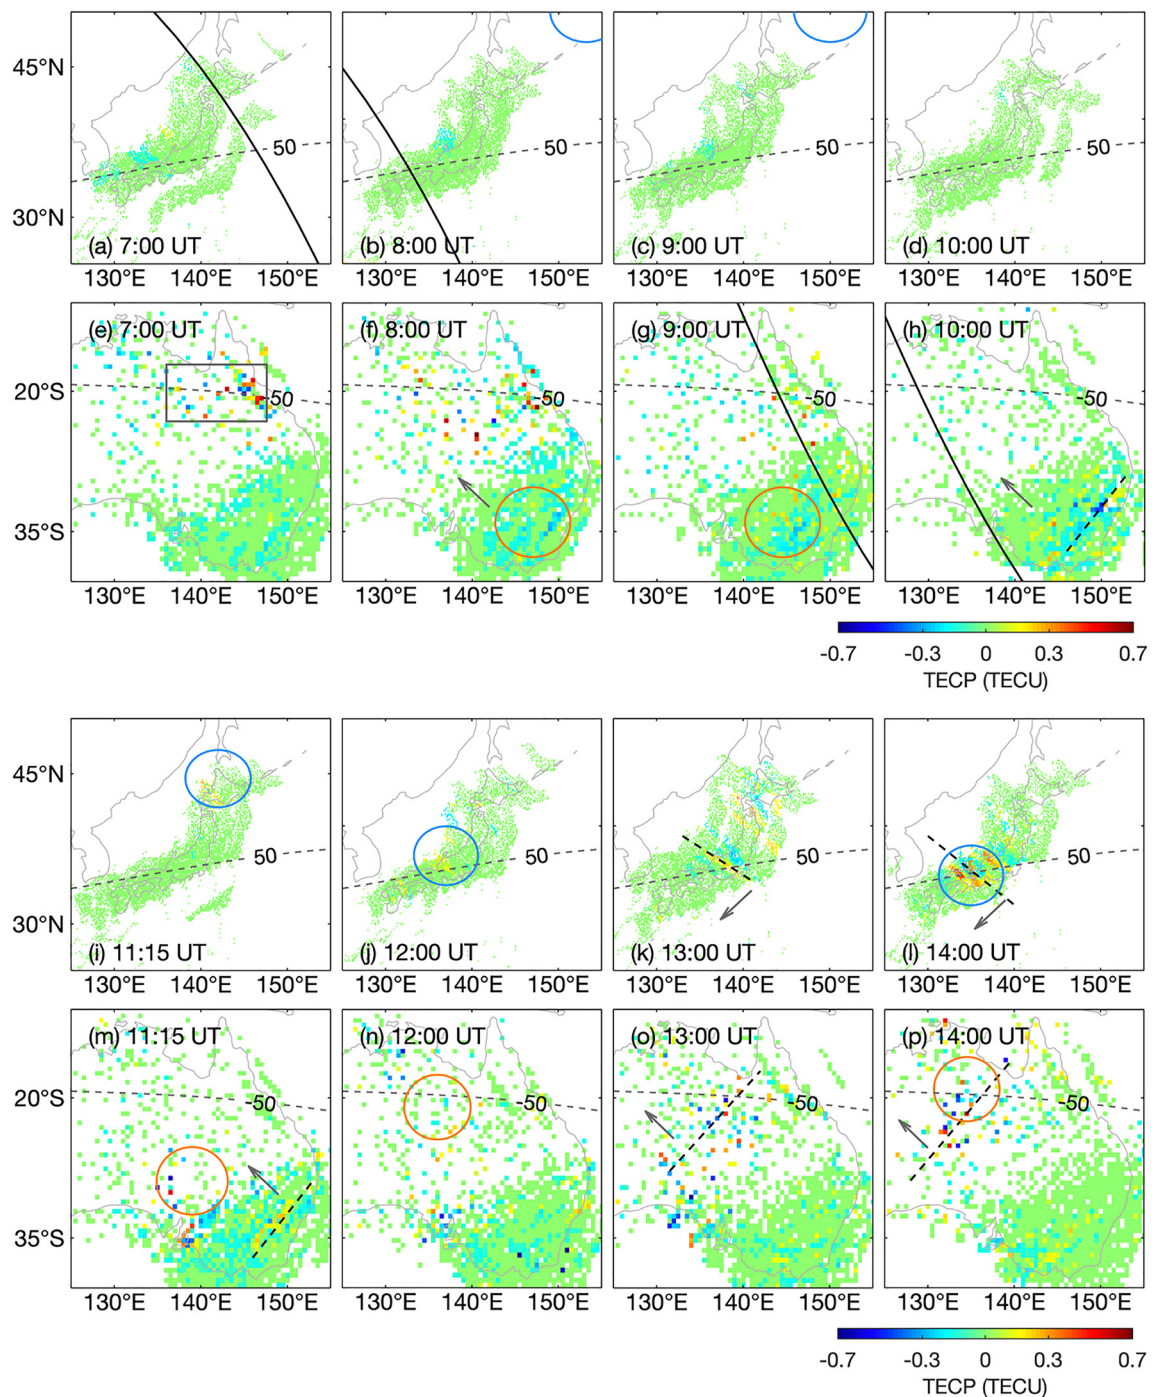 45°N
30°N
50
50
50
50
(a) 7:00 UT
(b) 8:00 UT
(c) 9:00 UT
(d) 10:00 UT
130°E 140°E 150°E
130°E 140°E 150°E
130°E 140°E 150°E
130°E 140°E 150°E
(e) 7:00 UT
(f) 8:00 UT
(g) 9:00 UT
(h) 10:00 UT
20°S
35°S
-50
-50
-50
-50
130°E 140°E 150°E
130°E 140°E 150°E
130°E 140°E 150°E
130°E 140°E 150°E
-0.7 -0.3 0 0.3 0.7
TECP (TECU)
45°N
30°N
50
50
50
50
(i) 11:15 UT
(j) 12:00 UT
(k) 13:00 UT
(l) 14:00 UT
130°E 140°E 150°E
130°E 140°E 150°E
130°E 140°E 150°E
130°E 140°E 150°E
(m) 11:15 UT
(n) 12:00 UT
(o) 13:00 UT
(p) 14:00 UT
20°S
35°S
-50
-50
-50
-50
130°E 140°E 150°E
130°E 140°E 150°E
130°E 140°E 150°E
130°E 140°E 150°E
-0.7 -0.3 0 0.3 0.7
TECP (TECU)